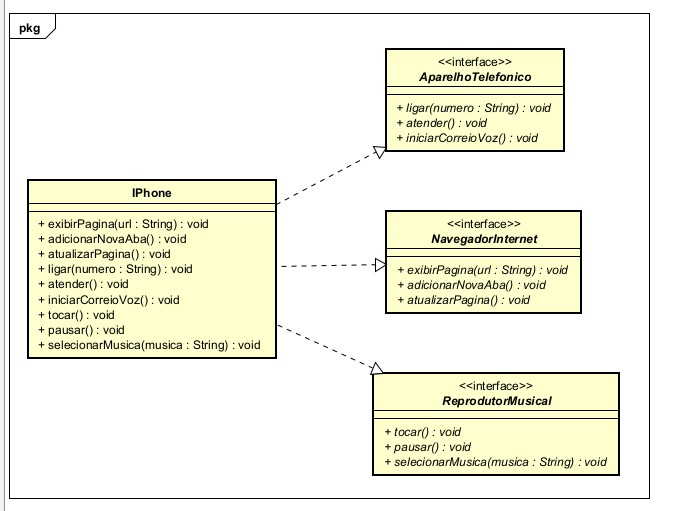 pkg
<<interface>>
AparelhoTelefonico
+ ligar(numero : String) : void
+ atender() : void
+ iniciarCorreioVoz() : void
IPhone
+ exibirPagina(url : String) : void
+ adicionarNovaAba() : void
+ atualizarPagina() : void
+ ligar(numero : String) : void
+ atender() : void
+ iniciarCorreioVoz() : void
+ tocar() : void
+ pausar() : void
+ selecionarMusica(musica : String) : void
<<interface>>
NavegadorInternet
+ exibirPagina(url : String) : void
+ adicionarNovaAba() : void
+ atualizarPagina() : void
<<interface>>
ReprodutorMusical
+ tocar() : void
+ pausar() : void
+ selecionarMusica(musica : String) : void